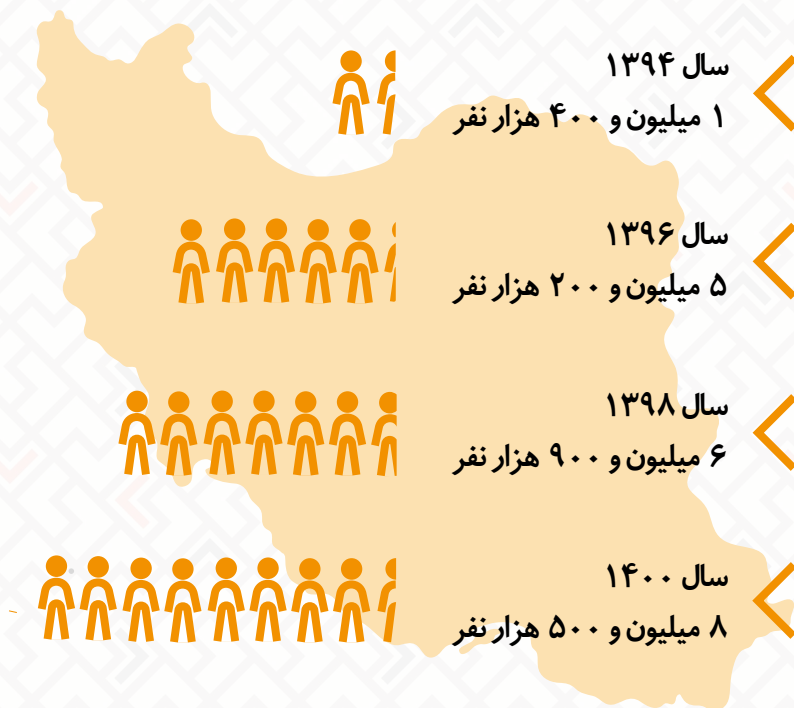 سال ۱۳۹۴
۱ میلیون و ۴۰۰ هزار نفر
سال ۱۳۹۶
۵ میلیون و ۲۰۰ هزار نفر
سال ۱۳۹۸
۶ میلیون و ۹۰۰ هزار نفر
سال ۱۴۰۰
۸ میلیون و ۵۰۰ هزار نفر